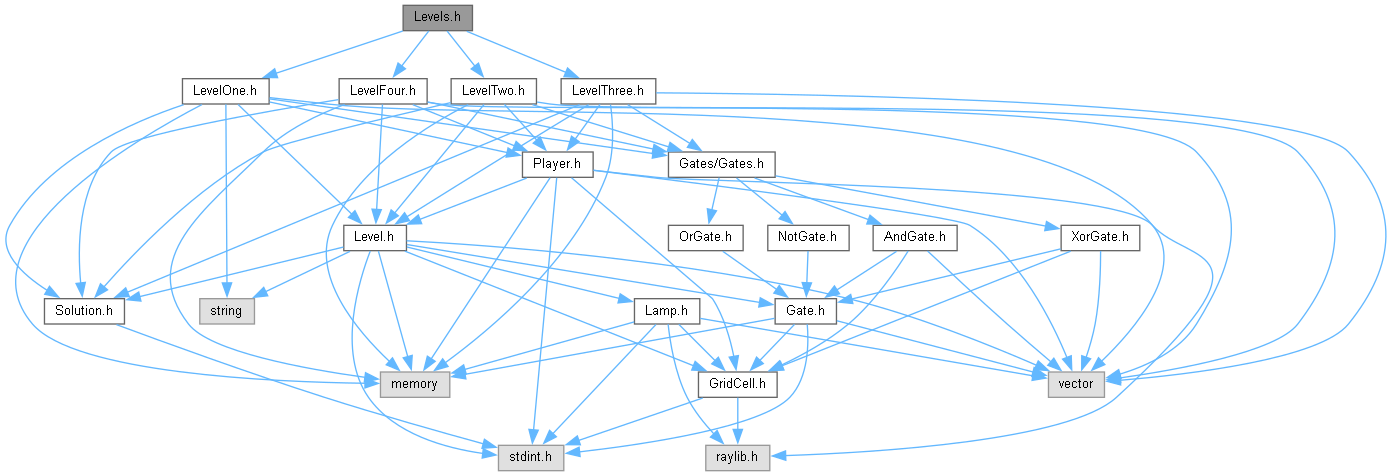 Levels.h
LevelOne.h
LevelFour.h
LevelTwo.h
LevelThree.h
Player.h
Gates/Gates.h
Level.h
OrGate.h
NotGate.h
AndGate.h
XorGate.h
Solution.h
string
Lamp.h
Gate.h
memory
GridCell.h
vector
stdint.h
raylib.h